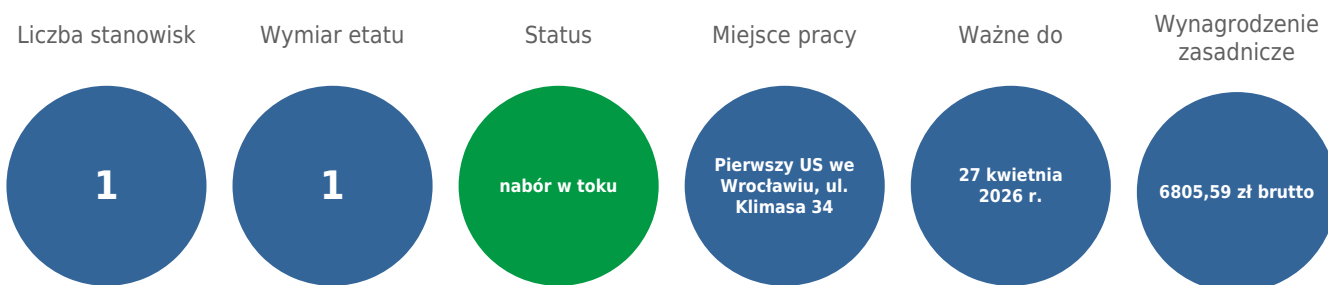 Liczba stanowisk
1
Wymiar etatu
1
Status
nabór w toku
Miejsce pracy
Pierwszy US we
Wrocławiu, ul.
Klimasa 34
Ważne do
27 kwietnia
2026 r.
Wynagrodzenie
zasadnicze
6805,59 zł brutto